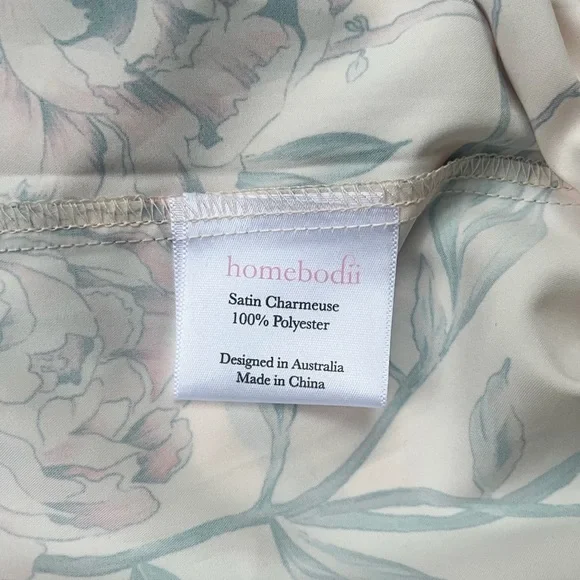 homebodii
Satin Charmeuse
100% Polyester
Designed in Australia
Made in China